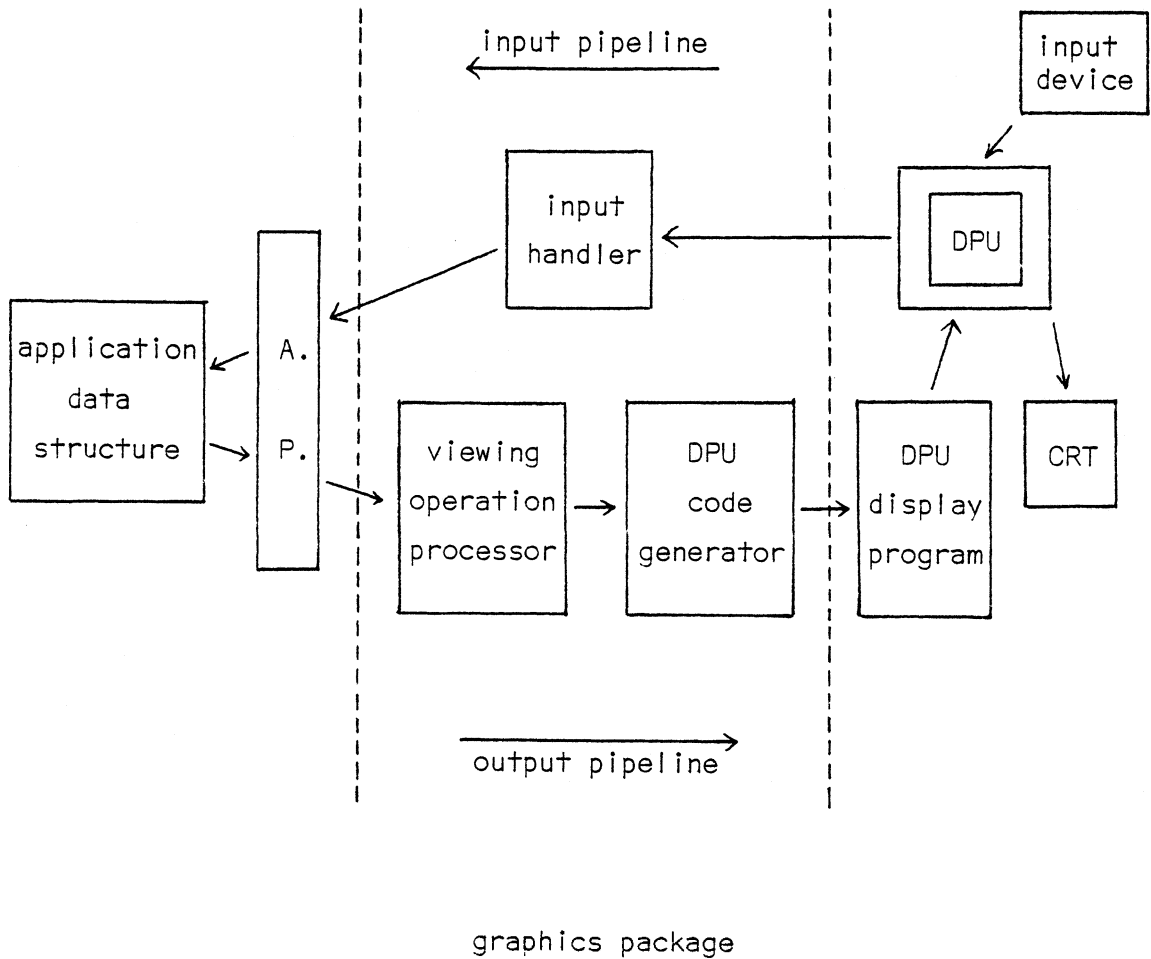 input pipeline
input
device
input
handler
DPU
application
data
structure
A.
P.
viewing
operation
processor
DPU
code
generator
DPU
display
program
CRT
output pipeline
graphics package